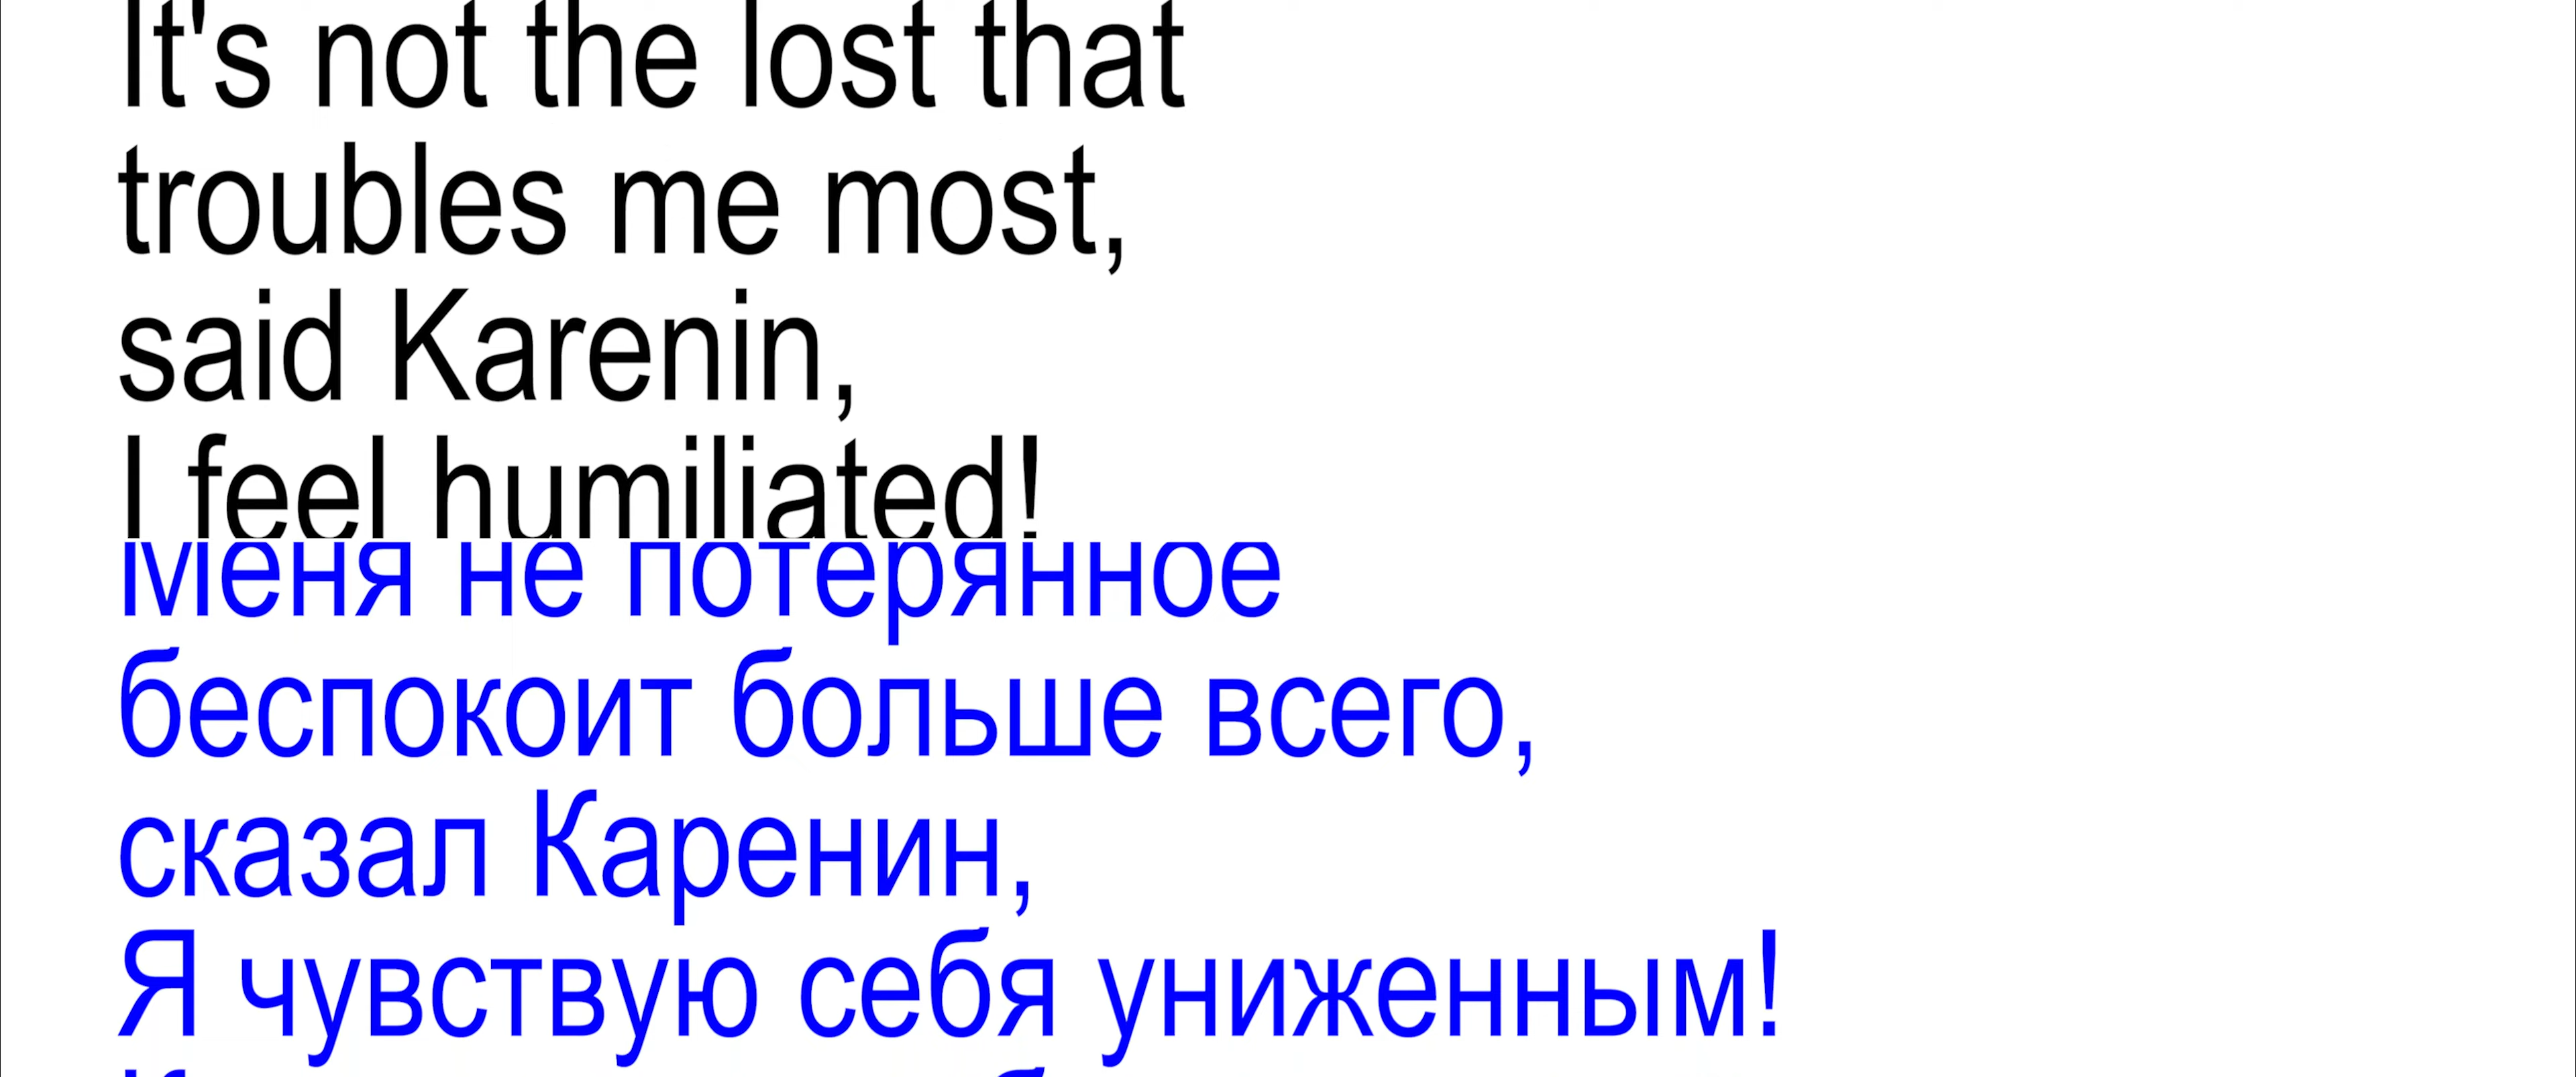 It's not the lost that
troubles me most,
said Karenin,
I feel humiliated!
Меня не потерянное
беспокоит больше всего,
сказал Каренин,
Я чувствую себя униженным!